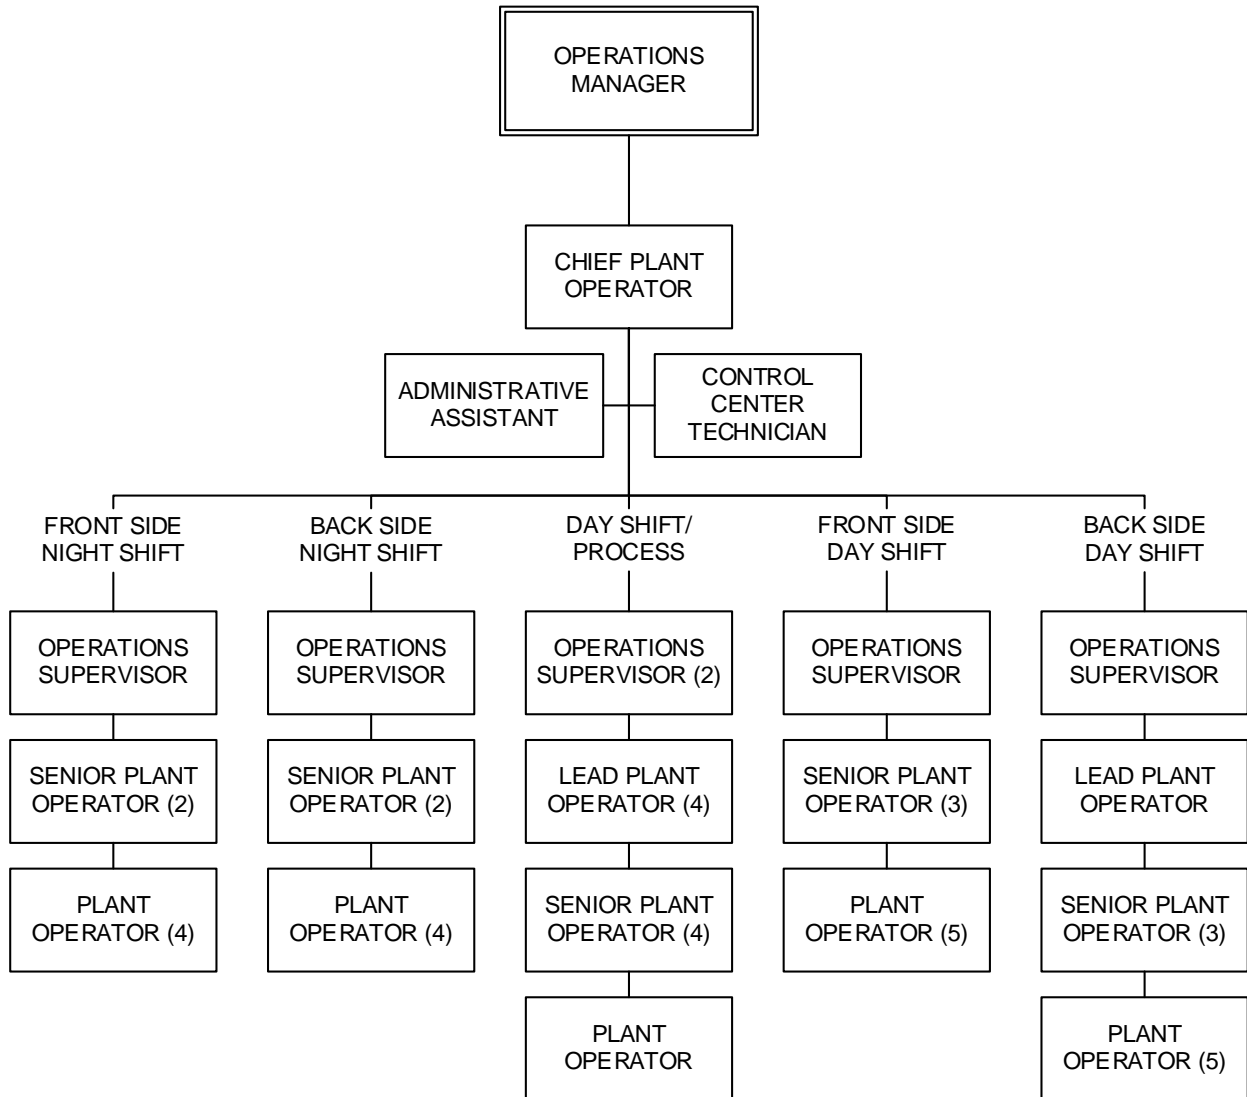 OPERATIONS
MANAGER
CHIEF PLANT
OPERATOR
ADMINISTRATIVE
ASSISTANT
CONTROL
CENTER
TECHNICIAN
FRONT SIDE
NIGHT SHIFT
BACK SIDE
NIGHT SHIFT
DAY SHIFT/
PROCESS
FRONT SIDE
DAY SHIFT
BACK SIDE
DAY SHIFT
OPERATIONS
SUPERVISOR
OPERATIONS
SUPERVISOR
OPERATIONS
SUPERVISOR (2)
OPERATIONS
SUPERVISOR
OPERATIONS
SUPERVISOR
SENIOR PLANT
OPERATOR (2)
SENIOR PLANT
OPERATOR (2)
LEAD PLANT
OPERATOR (4)
SENIOR PLANT
OPERATOR (3)
LEAD PLANT
OPERATOR
PLANT
OPERATOR (4)
PLANT
OPERATOR (4)
SENIOR PLANT
OPERATOR (4)
PLANT
OPERATOR (5)
SENIOR PLANT
OPERATOR (3)
PLANT
OPERATOR
PLANT
OPERATOR (5)